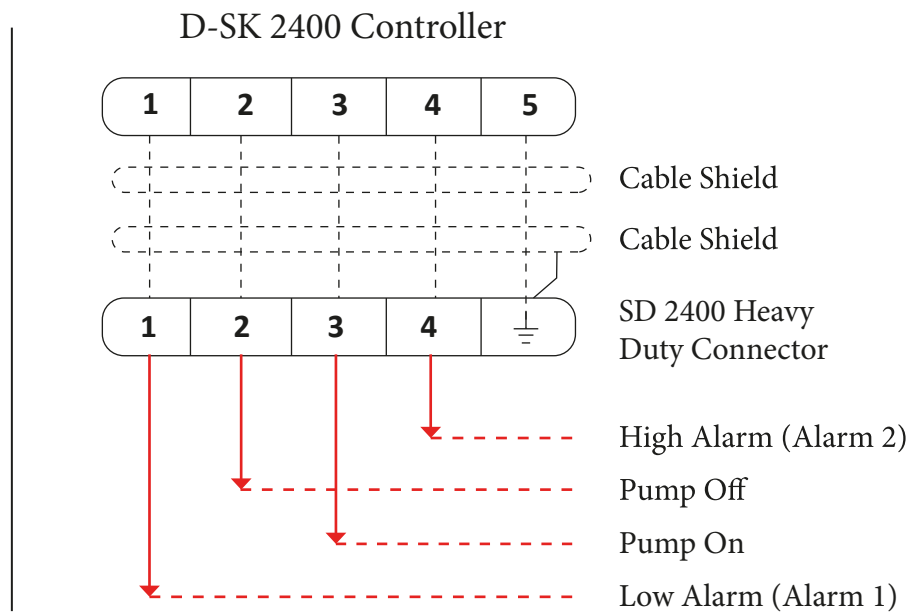 D-SK 2400 Controller
1 2 3 4 5
Cable Shield
Cable Shield
1 2 3 4
SD 2400 Heavy
Duty Connector
High Alarm (Alarm 2)
Pump Off
Pump On
Low Alarm (Alarm 1)